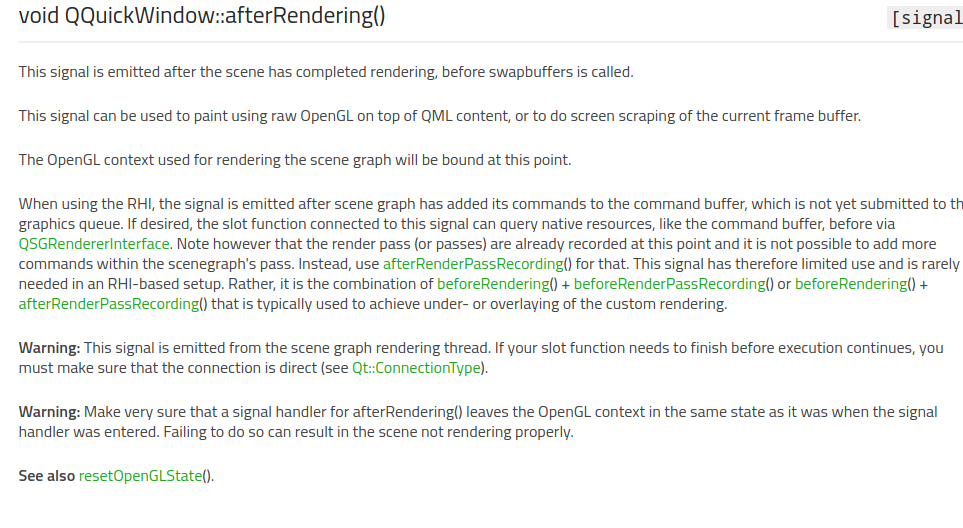 void QQuickWindow::afterRendering()
[signal
This signal is emitted after the scene has completed rendering, before swapbuffers is called.
This signal can be used to paint using raw OpenGL on top of QML content, or to do screen scraping of the current frame buffer.
The OpenGL context used for rendering the scene graph will be bound at this point.
When using the RHI, the signal is emitted after scene graph has added its commands to the command buffer, which is not yet submitted to th
graphics queue. If desired, the slot function connected to this signal can query native resources, like the command buffer, before via
QSGRendererInterface. Note however that the render pass (or passes) are already recorded at this point and it is not possible to add more
commands within the scenegraph's pass. Instead, use afterRenderPassRecording() for that. This signal has therefore limited use and is rarely
needed in an RHI-based setup. Rather, it is the combination of beforeRendering() + beforeRenderPassRecording() or beforeRendering() +
afterRenderPassRecording() that is typically used to achieve under- or overlaying of the custom rendering.
Warning: This signal is emitted from the scene graph rendering thread. If your slot function needs to finish before execution continues, you
must make sure that the connection is direct (see Qt::ConnectionType).
Warning: Make very sure that a signal handler for afterRendering() leaves the OpenGL context in the same state as it was when the signal
handler was entered. Failing to do so can result in the scene not rendering properly.
See also resetOpenGLState().